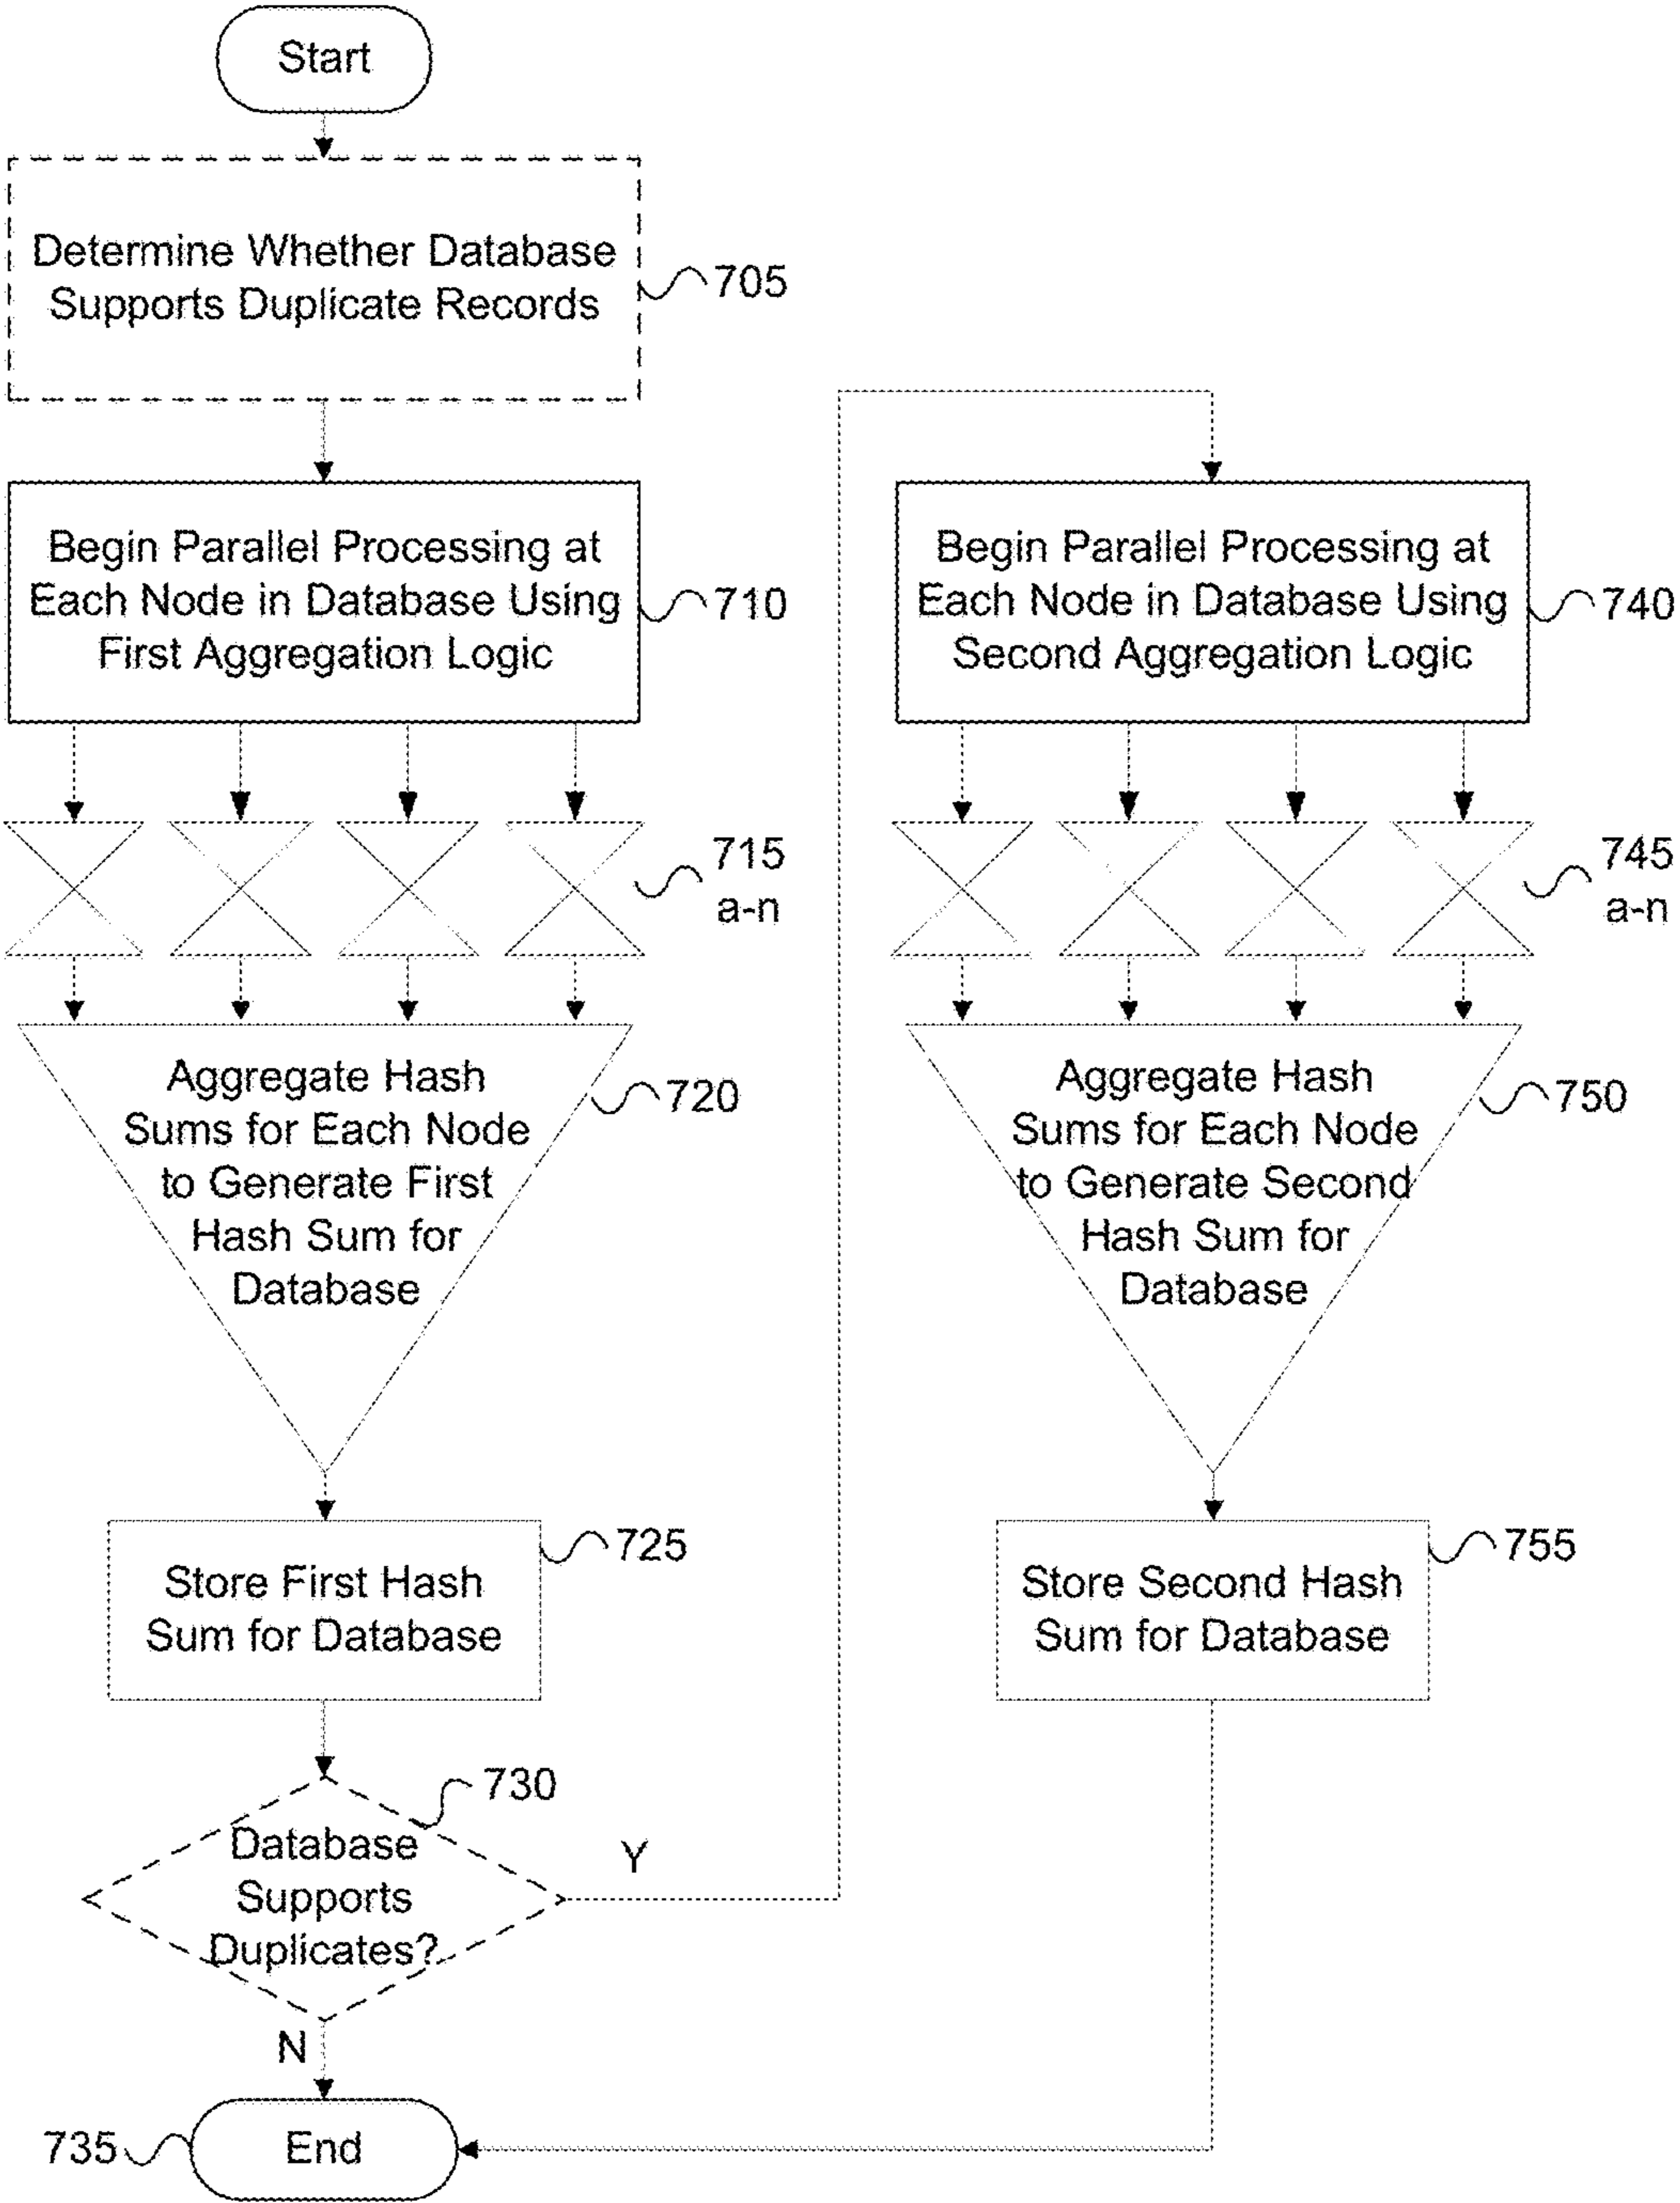 Start
Determine Whether Database
Supports Duplicate Records
705
Begin Parallel Processing at
Each Node in Database Using
First Aggregation Logic
710
715
a-n
Aggregate Hash
Sums for Each Node
to Generate First
Hash Sum for
Database
720
Store First Hash
Sum for Database
725
730
Database
Supports
Duplicates?
Y
N
End
735
Begin Parallel Processing at
Each Node in Database Using
Second Aggregation Logic
740
745
a-n
Aggregate Hash
Sums for Each Node
to Generate Second
Hash Sum for
Database
750
Store Second Hash
Sum for Database
755